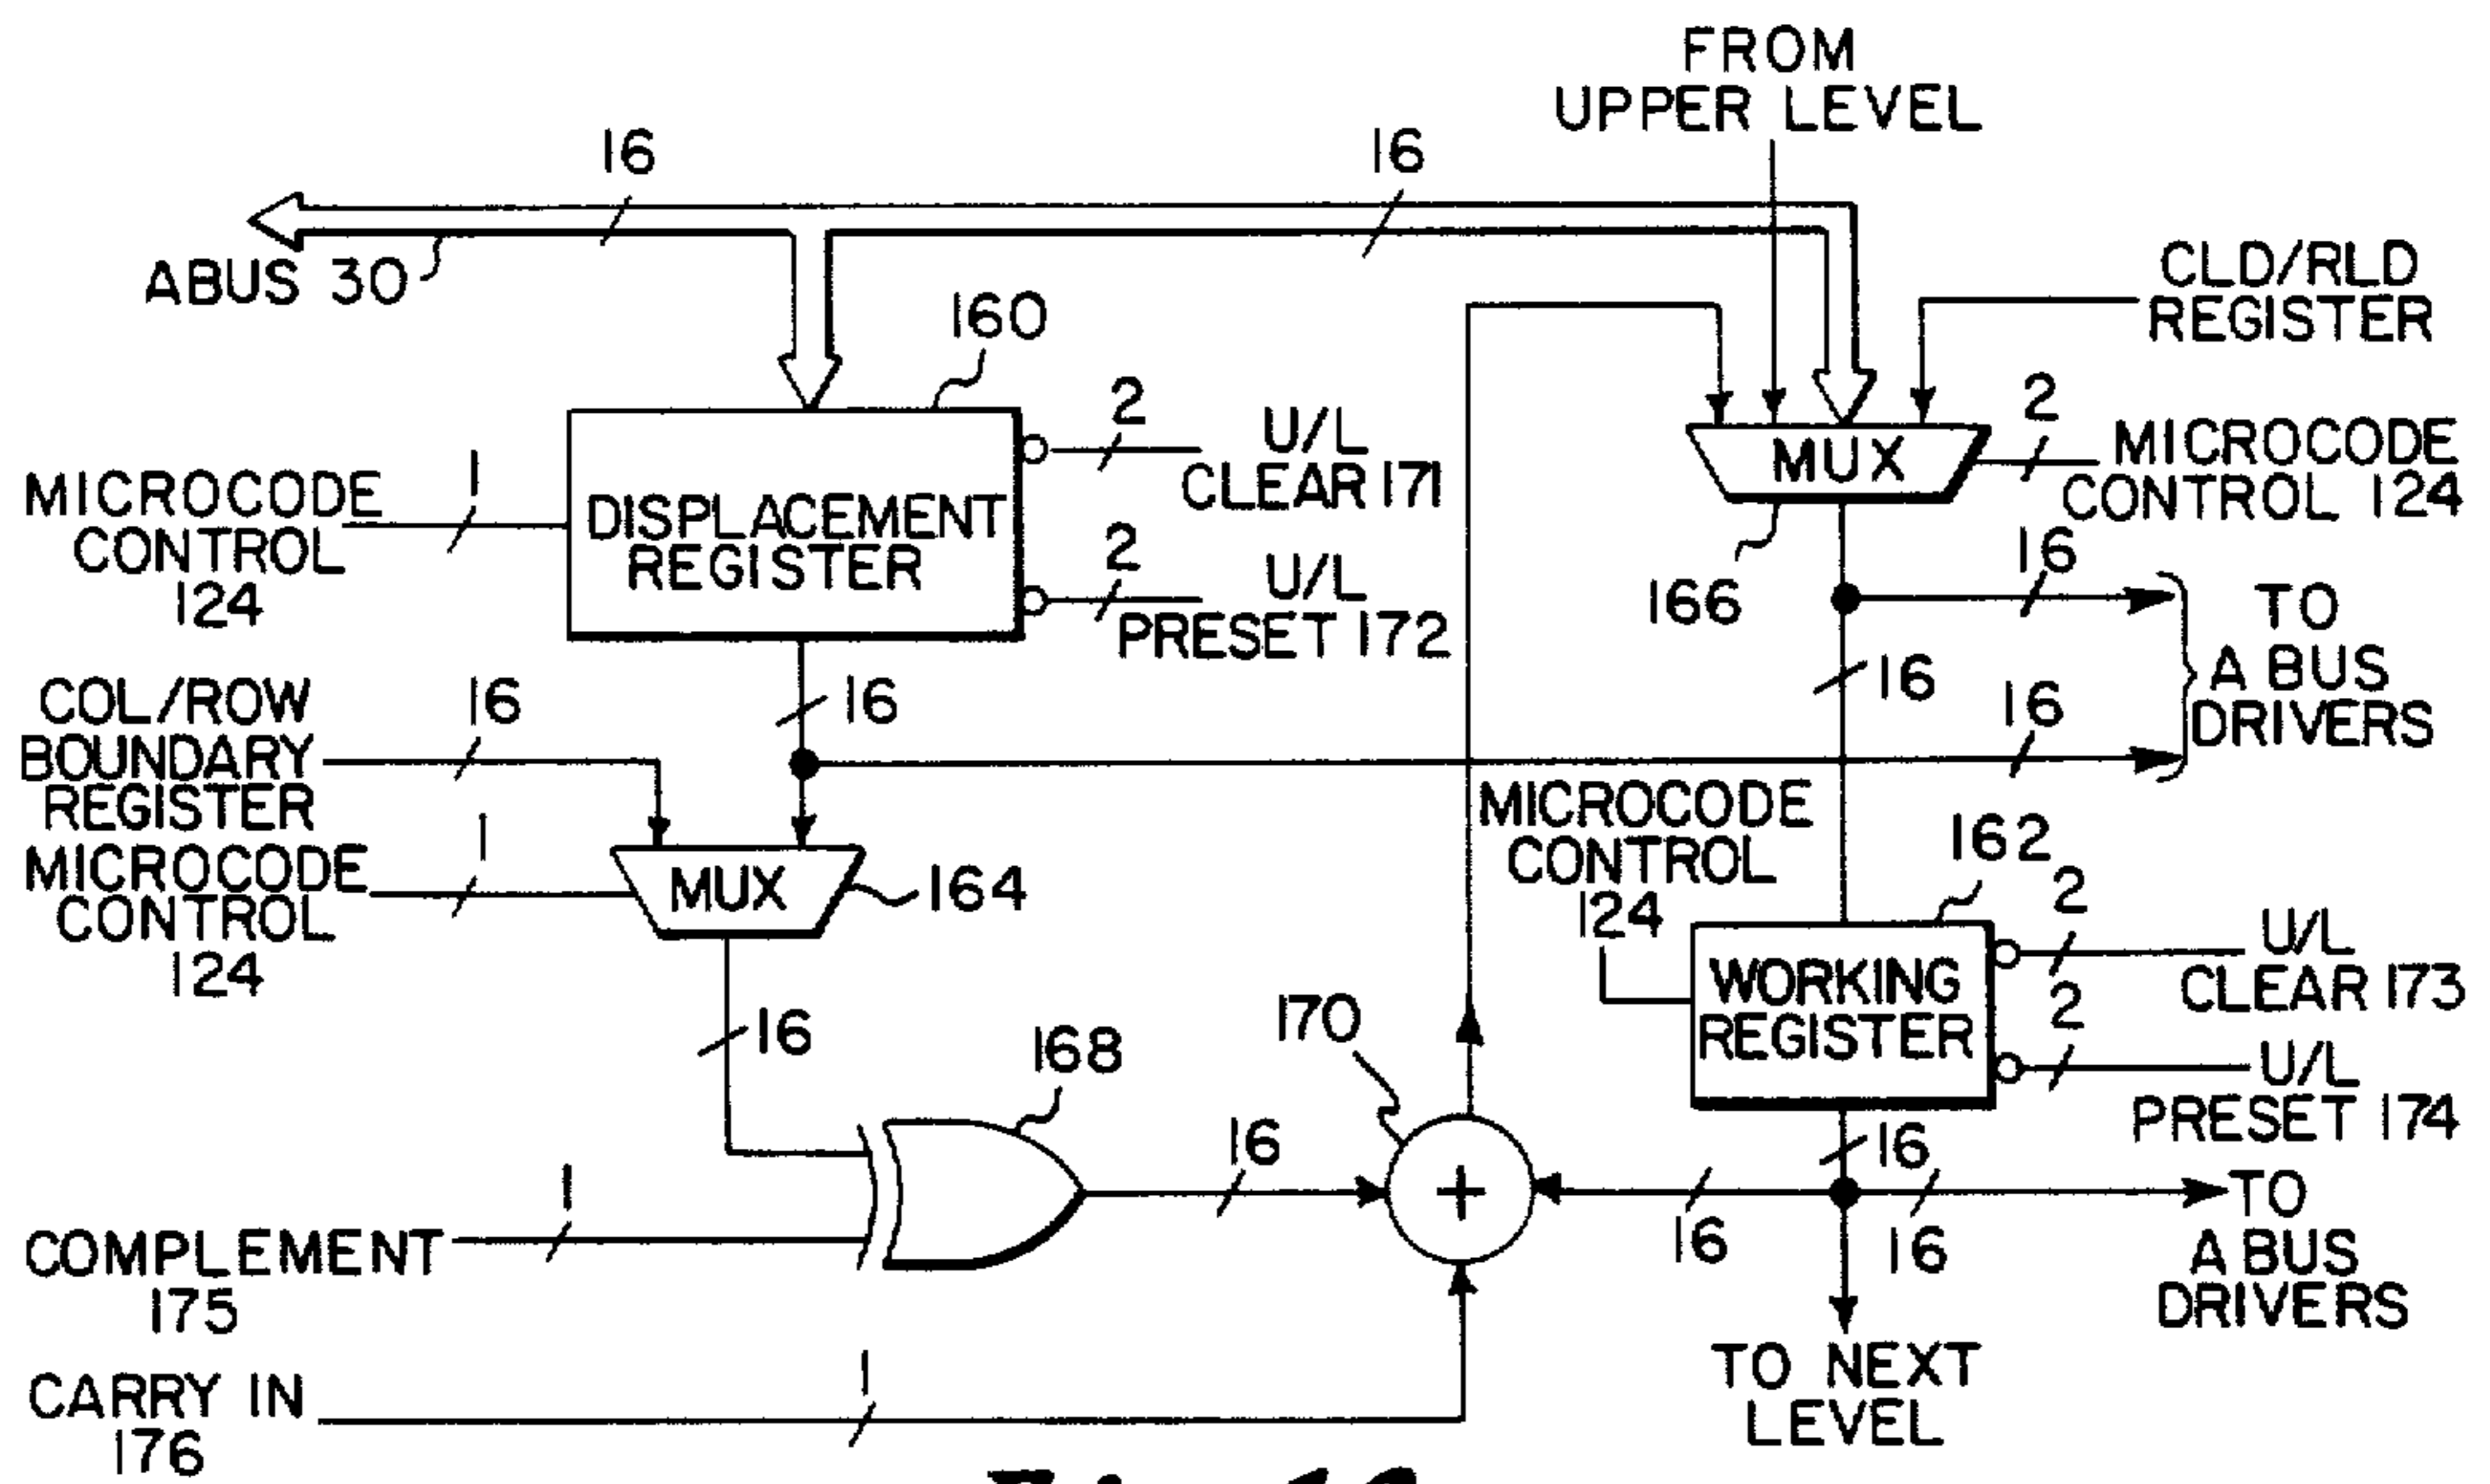 FROM
UPPER LEVEL
16
16
ABUS 30
CLD/RLD
REGISTER
160
2
U/L
CLEAR 171
2
MICROCODE
CONTROL 124
MUX
1
MICROCODE
CONTROL
124
DISPLACEMENT
REGISTER
2
U/L
PRESET 172
166
16
TO
A BUS
DRIVERS
16
16
16
COL/ROW
BOUNDARY
REGISTER
16
1
MICROCODE
CONTROL
124
MUX
164
MICROCODE
CONTROL
124
162
2
U/L
CLEAR 173
WORKING
REGISTER
2
U/L
PRESET 174
16
168
170
16
16
16
16
TO
A BUS
DRIVERS
1
COMPLEMENT
175
TO NEXT
LEVEL
1
CARRY IN
176